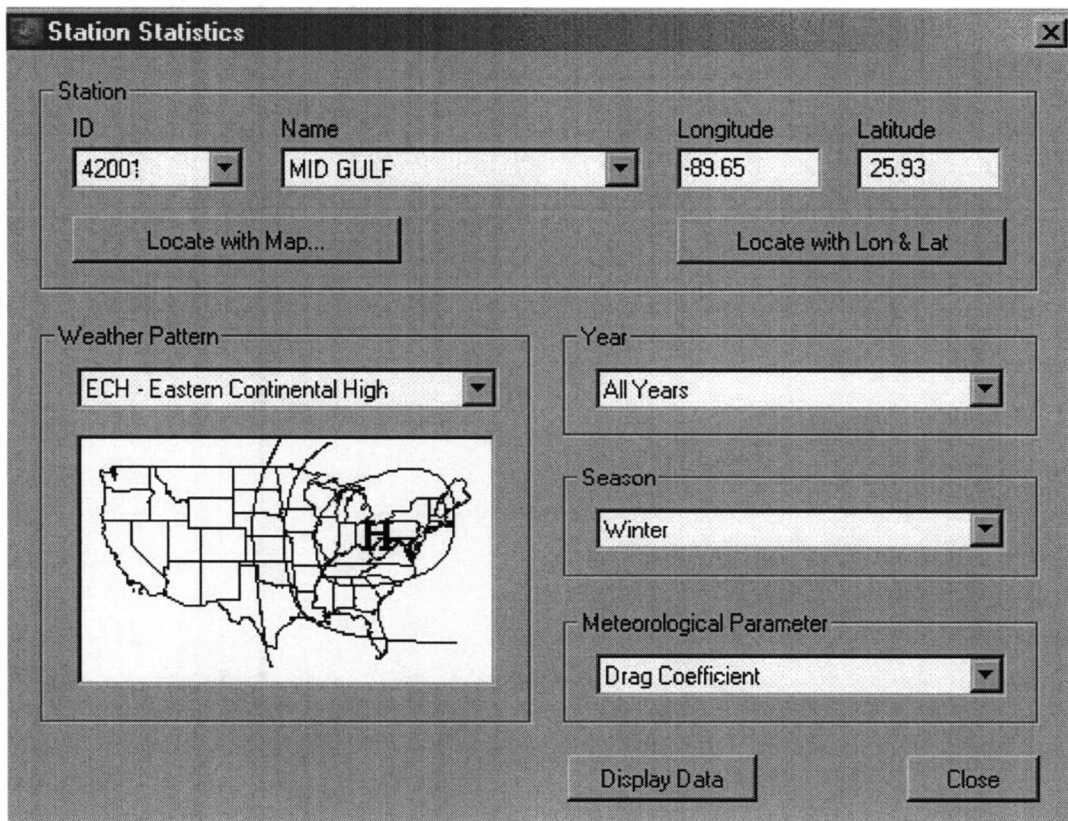 Station Statistics
Station
ID
Name
Longitude
Latitude
42001
MID GULF
-89.65
25.93
Locate with Map...
Locate with Lon & Lat
Weather Pattern
ECH - Eastern Continental High
H
Year
All Years
Season
Winter
Meteorological Parameter
Drag Coefficient
Display Data
Close